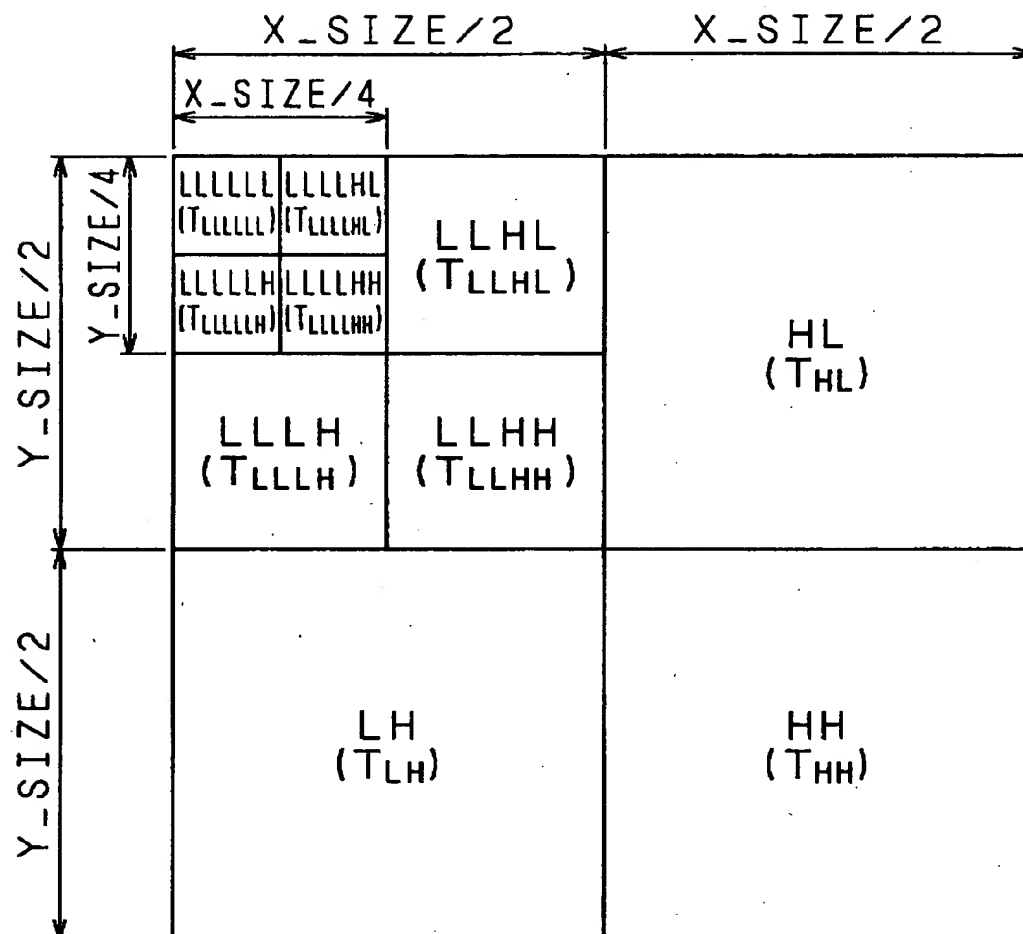 X_SIZE/2 X_SIZE/2
X_SIZE/4
Y_SIZE/2
Y_SIZE/4
LLLLLL LLLLHL
(TLLLLLL) (TLLLLHL)
LLLLLH LLLLHH
(TLLLLLH) (TLLLLHH)
LLHL
(TLLHL)
HL
(THL)
LLLH LLHH
(TLLLH) (TLLHH)
Y_SIZE/2
LH HH
(TLH) (THH)